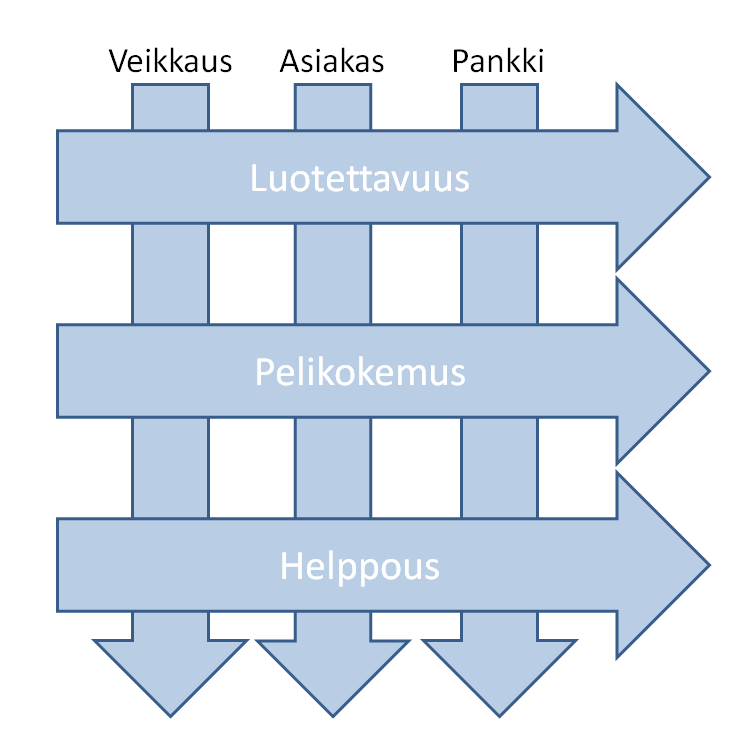 Veikkaus Asiakas Pankki
Luotettavuus
Pelikokemus
Helppous